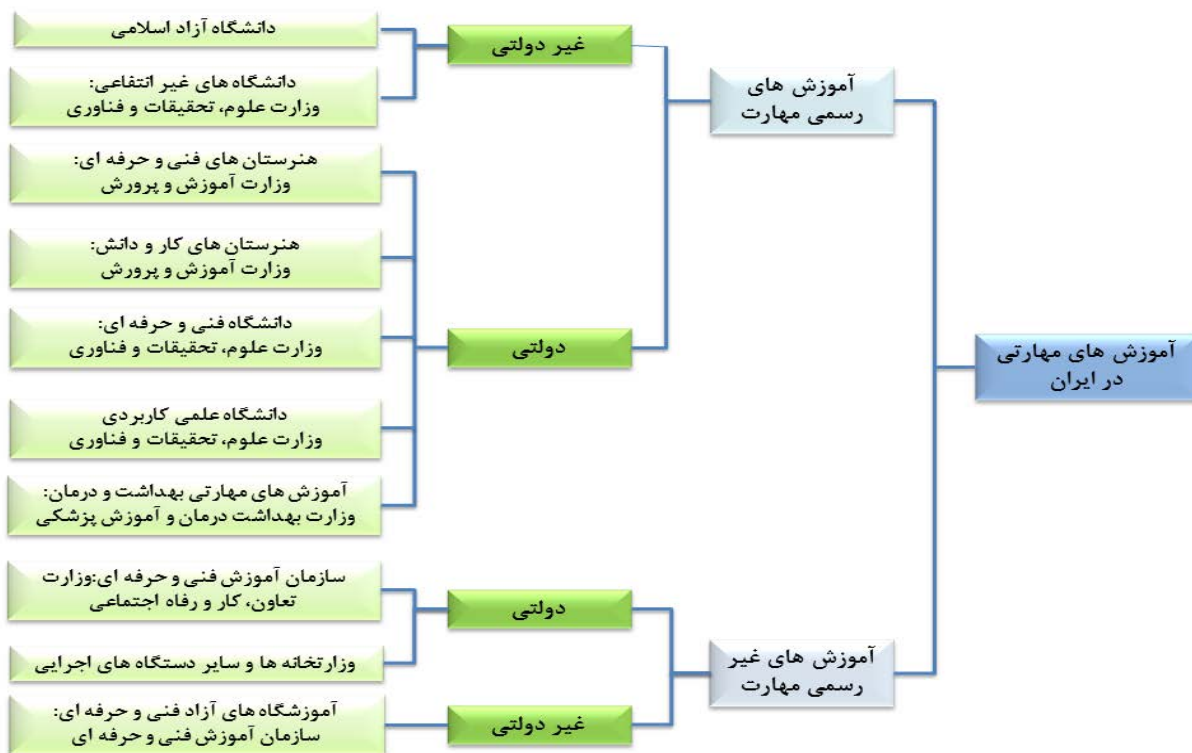 آموزش های مهارتی
در ایران
آموزش های
رسمی مهارت
غیر دولتی
دانشگاه آزاد اسلامی
دانشگاه های غیر انتفاعی:
وزارت علوم، تحقیقات و فناوری
دولتی
هنرستان های فنی و حرفه ای:
وزارت آموزش و پرورش
هنرستان های کار و دانش:
وزارت آموزش و پرورش
دانشگاه فنی و حرفه ای:
وزارت علوم، تحقیقات و فناوری
دانشگاه علمی کاربردی
وزارت علوم، تحقیقات و فناوری
آموزش های مهارتی بهداشت و درمان:
وزارت بهداشت درمان و آموزش پزشکی
آموزش های غیر
رسمی مهارت
دولتی
سازمان آموزش فنی و حرفه ای:وزارت
تعاون، کار و رفاه اجتماعی
وزارتخانه ها و سایر دستگاه های اجرایی
غیر دولتی
آموزشگاه های آزاد فنی و حرفه ای:
سازمان آموزش فنی و حرفه ای